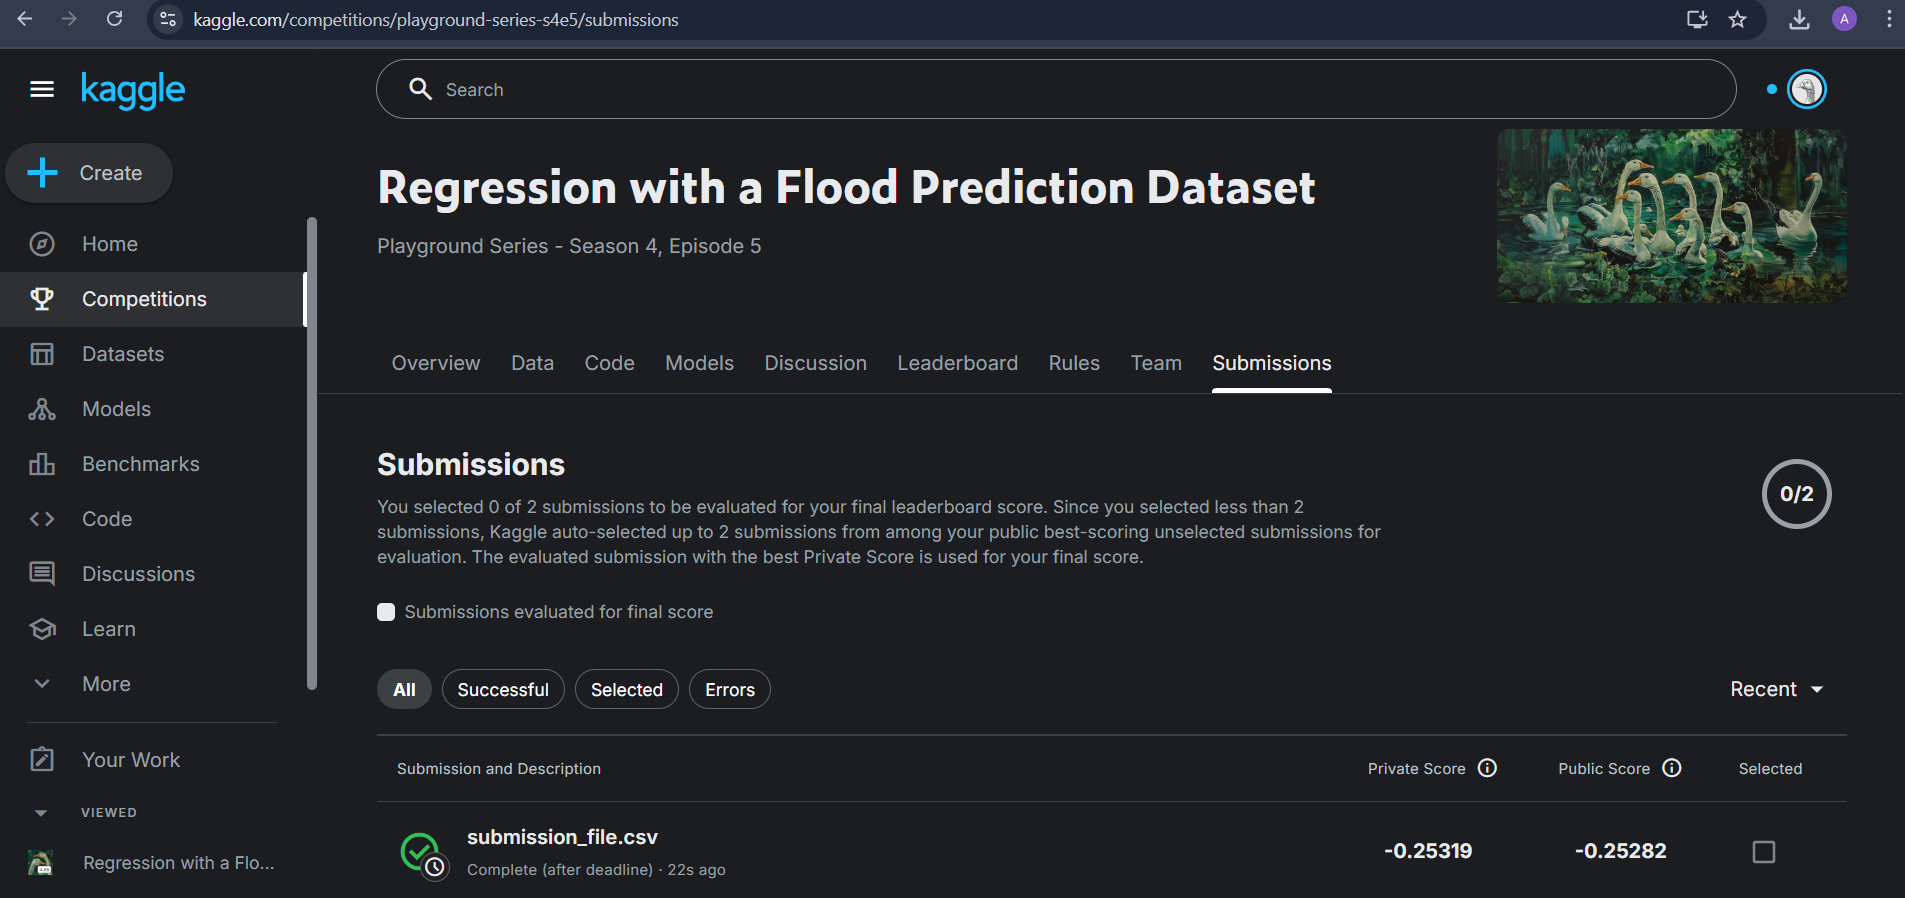 kaggle.com/competitions/playground-series-s4e5/submissions
A
kaggle
Search
Create
Home
Competitions
Datasets
Models
Benchmarks
Code
Discussions
Learn
More
Your Work
VIEWED
Regression with a Flo...
Regression with a Flood Prediction Dataset
Playground Series - Season 4, Episode 5
Overview Data Code Models Discussion Leaderboard Rules Team Submissions
Submissions
You selected 0 of 2 submissions to be evaluated for your final leaderboard score. Since you selected less than 2
submissions, Kaggle auto-selected up to 2 submissions from among your public best-scoring unselected submissions for
evaluation. The evaluated submission with the best Private Score is used for your final score.
0/2
Submissions evaluated for final score
All Successful Selected Errors
Recent
Submission and Description Private Score Public Score Selected
submission_file.csv
Complete (after deadline) · 22s ago
-0.25319 -0.25282